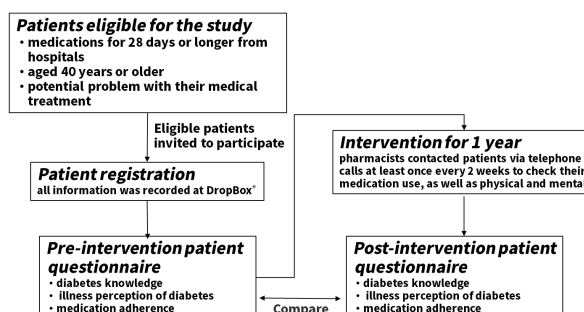 Patients eligible for the study
• medications for 28 days or longer from
hospitals
• aged 40 years or older
• potential problem with their medical
treatment
Eligible patients
invited to participate
Patient registration
all information was recorded at DropBox®
Intervention for 1 year
pharmacists contacted patients via telephone
calls at least once every 2 weeks to check their
medication use, as well as physical and mental
Pre-intervention patient
questionnaire
• diabetes knowledge
• illness perception of diabetes
• medication adherence
Compare
Post-intervention patient
questionnaire
• diabetes knowledge
• illness perception of diabetes
• medication adherence